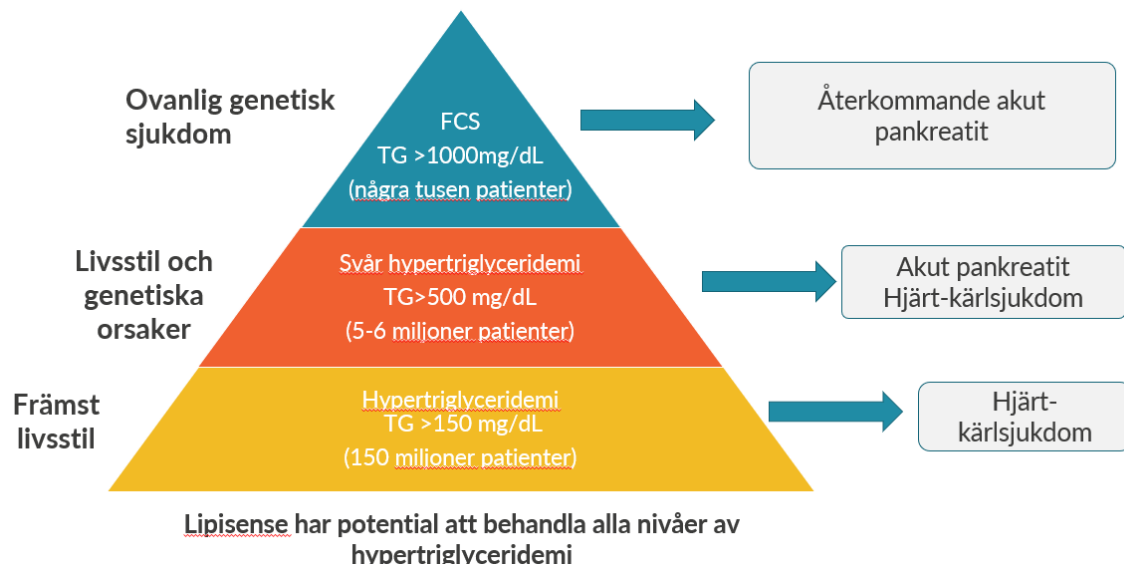 Ovanlig genetisk
sjukdom
FCS
TG >1000mg/dL
(några tusen patienter)
Återkommande akut
pankreatit
Livsstil och
genetiska
orsaker
Svår hypertriglyceridemi
TG>500 mg/dL
(5-6 miljoner patienter)
Akut pankreatit
Hjärt-kärlsjukdom
Främst
livsstil
Hypertriglyceridemi
TG >150 mg/dL
(150 miljoner patienter)
Hjärt-
kärlsjukdom
Lipisense har potential att behandla alla nivåer av
hypertriglyceridemi